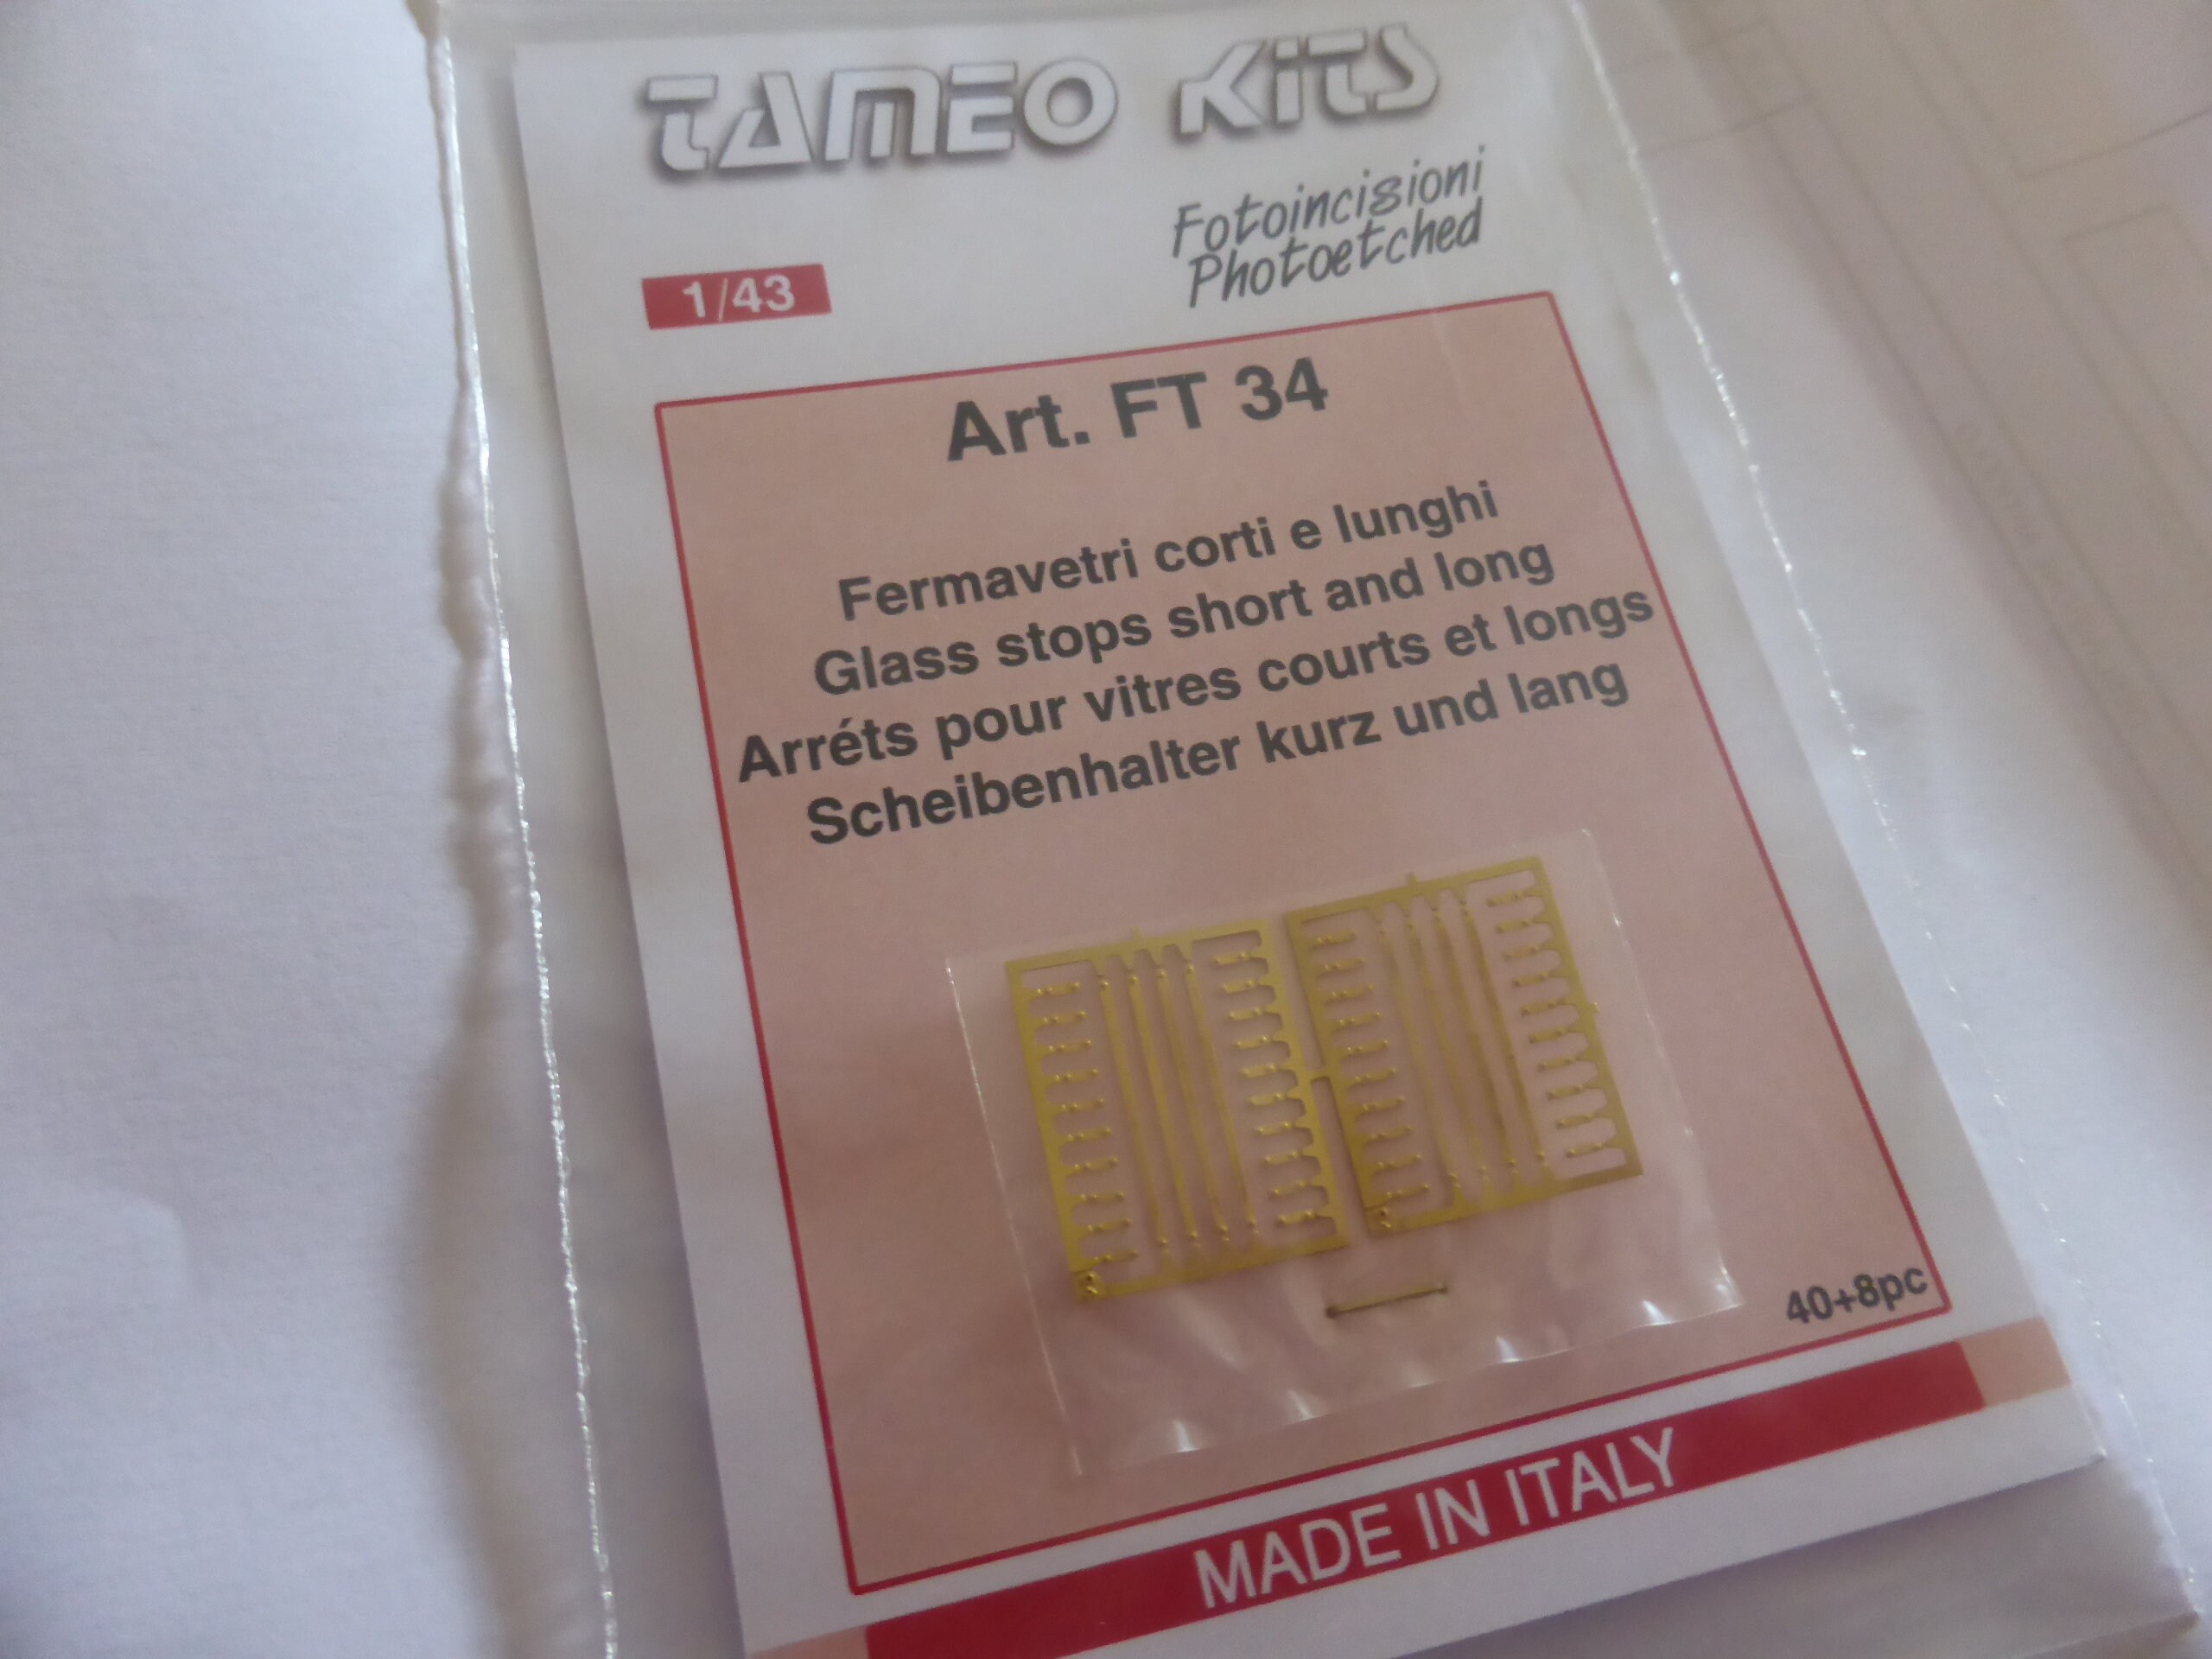 TAMEO KITS
Fotoincisioni
Photoetched
1/43
Art. FT 34
Fermavetri corti e lunghi
Glass stops short and long
Arréts pour vitres courts et longs
Scheibenhalter kurz und lang
40+8pc
MADE IN ITALY